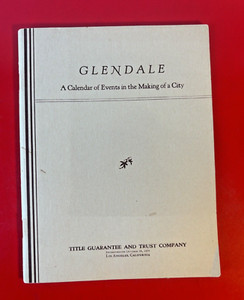 GLENDALE
A Calendar of Events in the Making of a City
TITLE GUARANTEE AND TRUST COMPANY
LOS ANGELES, CALIFORNIA